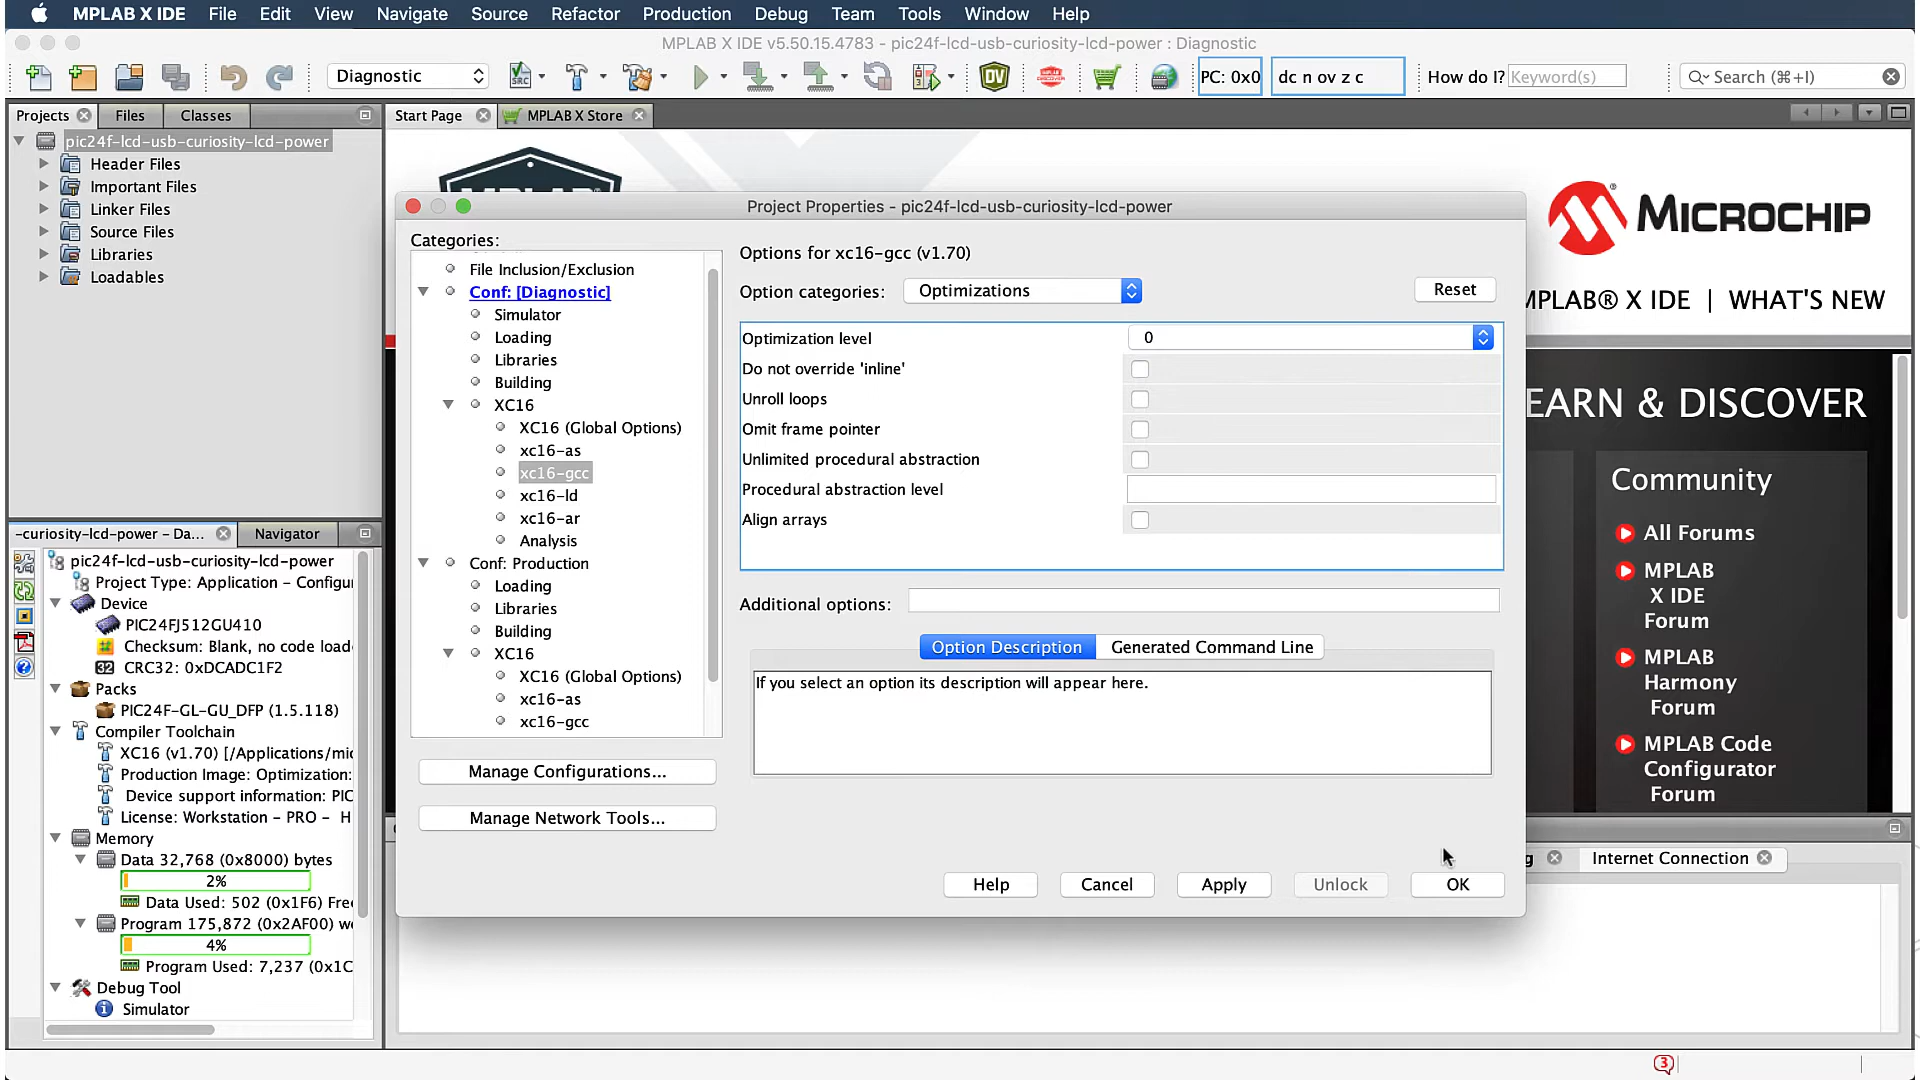 MPLAB X IDE File Edit View Navigate Source Refactor Production Debug Team Tools Window Help
MPLAB X IDE v5.50.15.4783 - pic24f-lcd-usb-curiosity-lcd-power : Diagnostic
Diagnostic
PC: 0x0
dc n ov z c
How do I? Keyword(s)
Search (⌘+I)
Projects
Files
Classes
Start Page
MPLAB X Store
pic24f-lcd-usb-curiosity-lcd-power
Header Files
Important Files
Linker Files
Source Files
Libraries
Loadables
MICROCHIP
MPLAB® X IDE | WHAT'S NEW
EARN & DISCOVER
Community
All Forums
MPLAB
X IDE
Forum
MPLAB
Harmony
Forum
MPLAB Code
Configurator
Forum
Project Properties - pic24f-lcd-usb-curiosity-lcd-power
Categories:
File Inclusion/Exclusion
Conf: [Diagnostic]
Simulator
Loading
Libraries
Building
XC16
XC16 (Global Options)
xc16-as
xc16-gcc
xc16-ld
xc16-ar
Analysis
Conf: Production
Loading
Libraries
Building
XC16
XC16 (Global Options)
xc16-as
xc16-gcc
Manage Configurations...
Manage Network Tools...
Options for xc16-gcc (v1.70)
Option categories: Optimizations
Reset
Optimization level 0
Do not override 'inline'
Unroll loops
Omit frame pointer
Unlimited procedural abstraction
Procedural abstraction level
Align arrays
Additional options:
Option Description
Generated Command Line
If you select an option its description will appear here.
Help
Cancel
Apply
Unlock
OK
-curiosity-lcd-power - Da...
Navigator
pic24f-lcd-usb-curiosity-lcd-power
Project Type: Application - Configur
Device
PIC24FJ512GU410
Checksum: Blank, no code load
CRC32: 0xDCADC1F2
Packs
PIC24F-GL-GU_DFP (1.5.118)
Compiler Toolchain
XC16 (v1.70) [/Applications/mic
Production Image: Optimization:
Device support information: PIC
License: Workstation - PRO - H
Memory
Data 32,768 (0x8000) bytes
2%
Data Used: 502 (0x1F6) Fre
Program 175,872 (0x2AF00) w
4%
Program Used: 7,237 (0x1C
Debug Tool
Simulator
g
Internet Connection
3